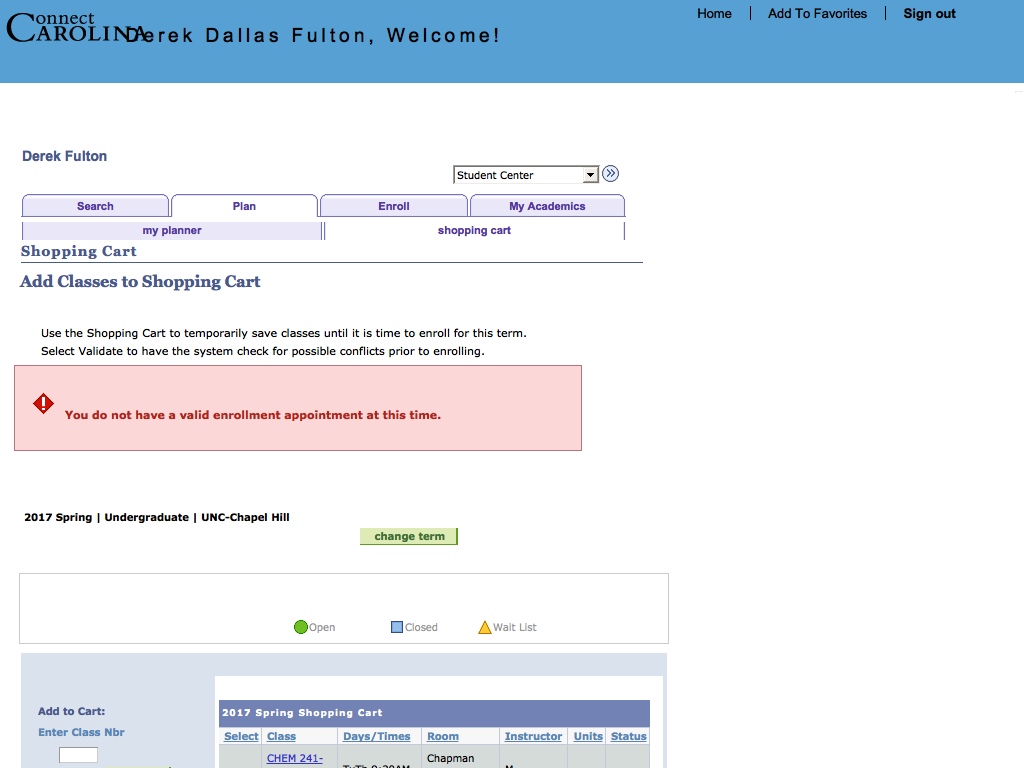 Connect
CAROLINA
Derek Dallas Fulton, Welcome!
Home
Add To Favorites
Sign out
Derek Fulton
Student Center
Search
Plan
Enroll
My Academics
my planner
shopping cart
Shopping Cart
Add Classes to Shopping Cart
Use the Shopping Cart to temporarily save classes until it is time to enroll for this term.
Select Validate to have the system check for possible conflicts prior to enrolling.
You do not have a valid enrollment appointment at this time.
2017 Spring | Undergraduate | UNC-Chapel Hill
change term
Open
Closed
Wait List
Add to Cart:
Enter Class Nbr
2017 Spring Shopping Cart
Select Class Days/Times Room Instructor Units Status
CHEM 241-
Chapman
TuTh 9:30AM